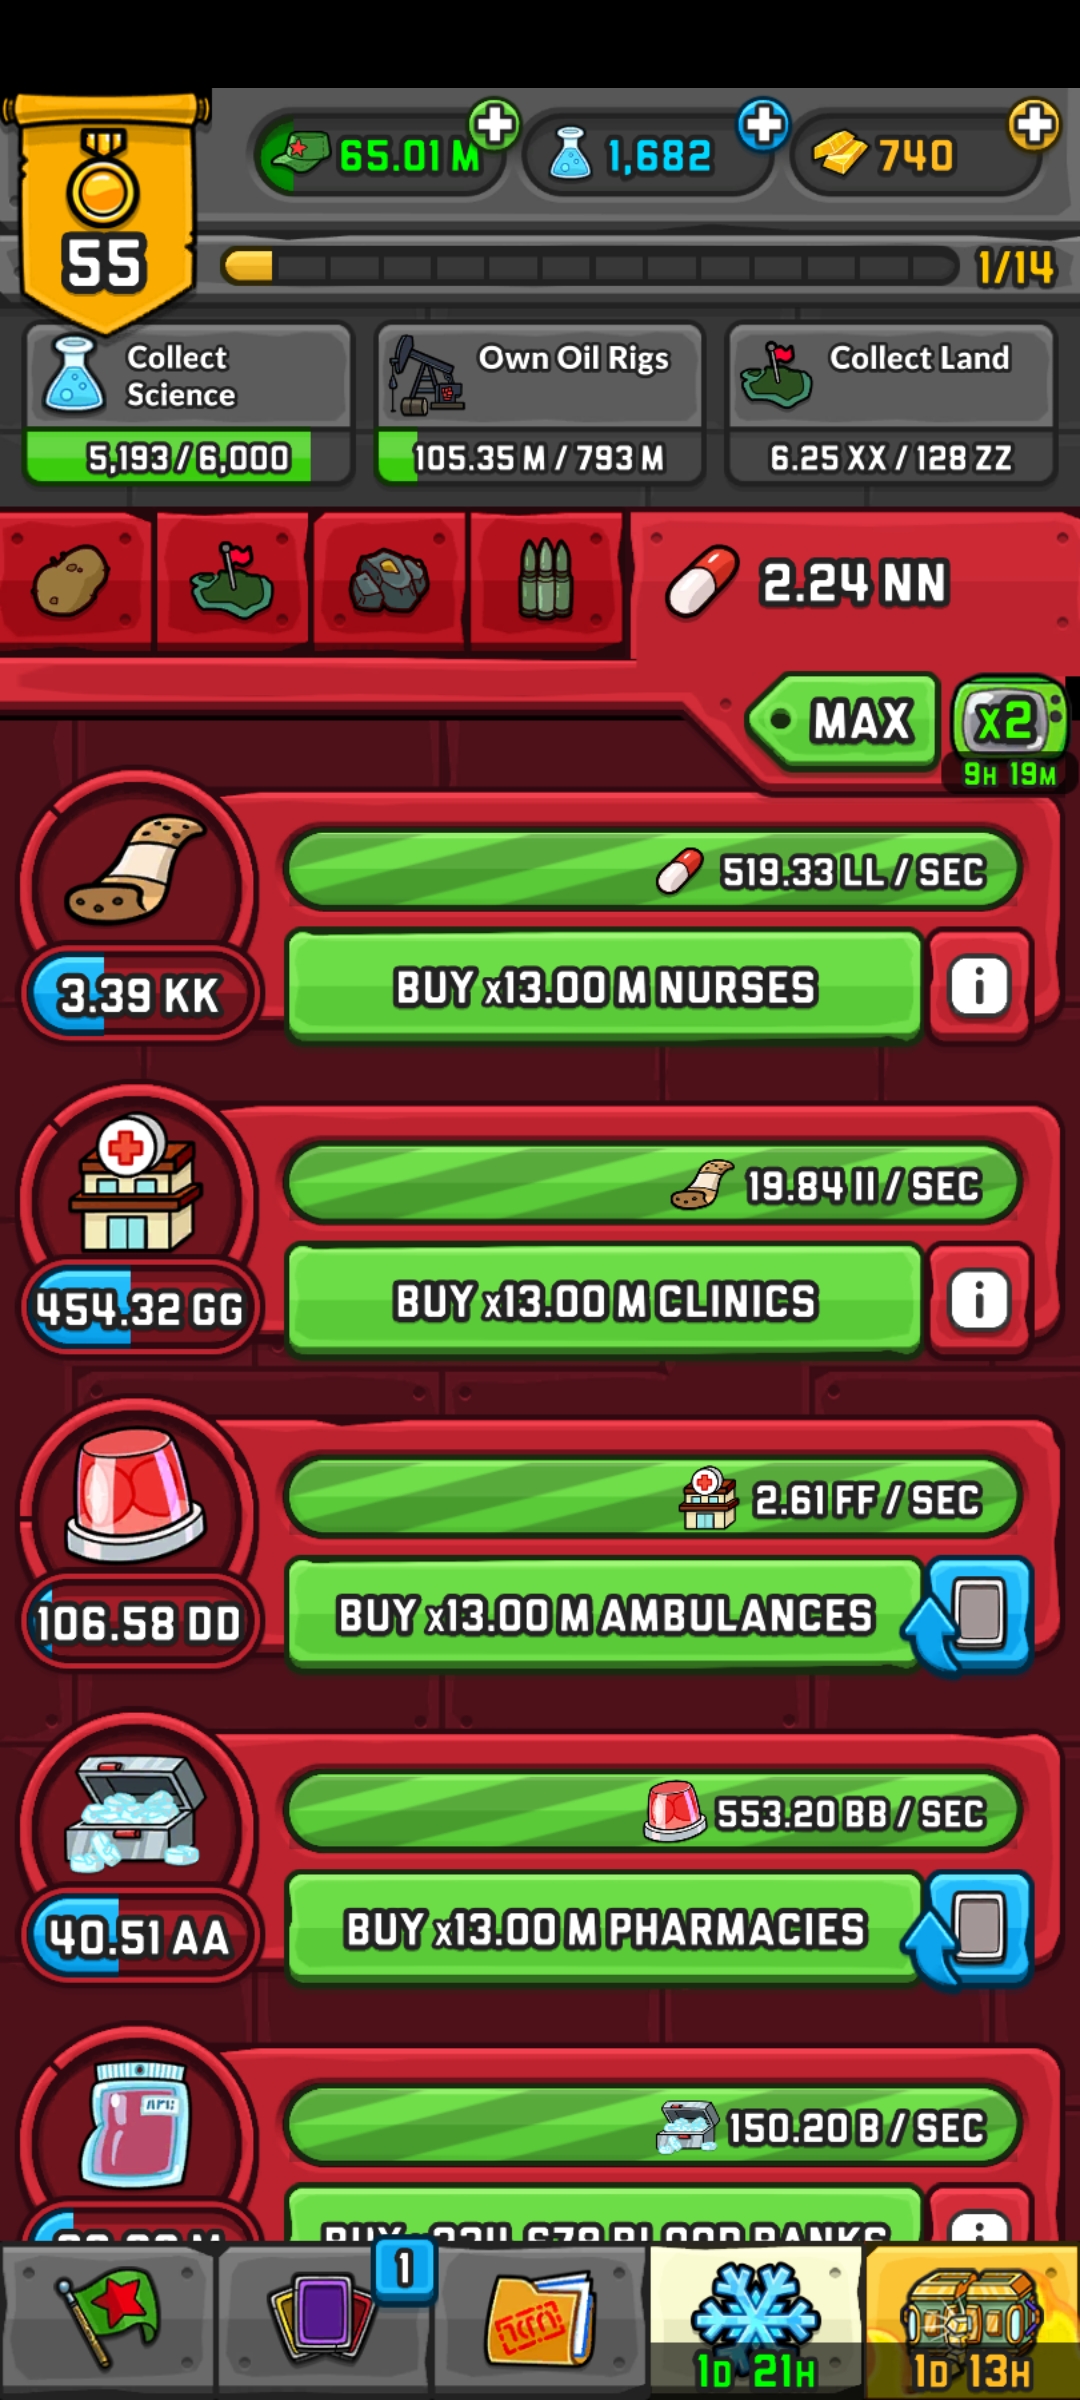 65.01 M
1,682
740
55
1/14
Collect
Science
5,193 / 6,000
Own Oil Rigs
105.35 M / 793 M
Collect Land
6.25 XX / 128 ZZ
2.24 NN
MAX
x2
9H 19M
519.33 LL / SEC
3.39 KK
BUY x13.00 M NURSES
19.84 II / SEC
454.32 GG
BUY x13.00 M CLINICS
2.61 FF / SEC
106.58 DD
BUY x13.00 M AMBULANCES
553.20 BB / SEC
40.51 AA
BUY x13.00 M PHARMACIES
150.20 B / SEC
BLOOD BANKS
1
1D 21H
1D 13H